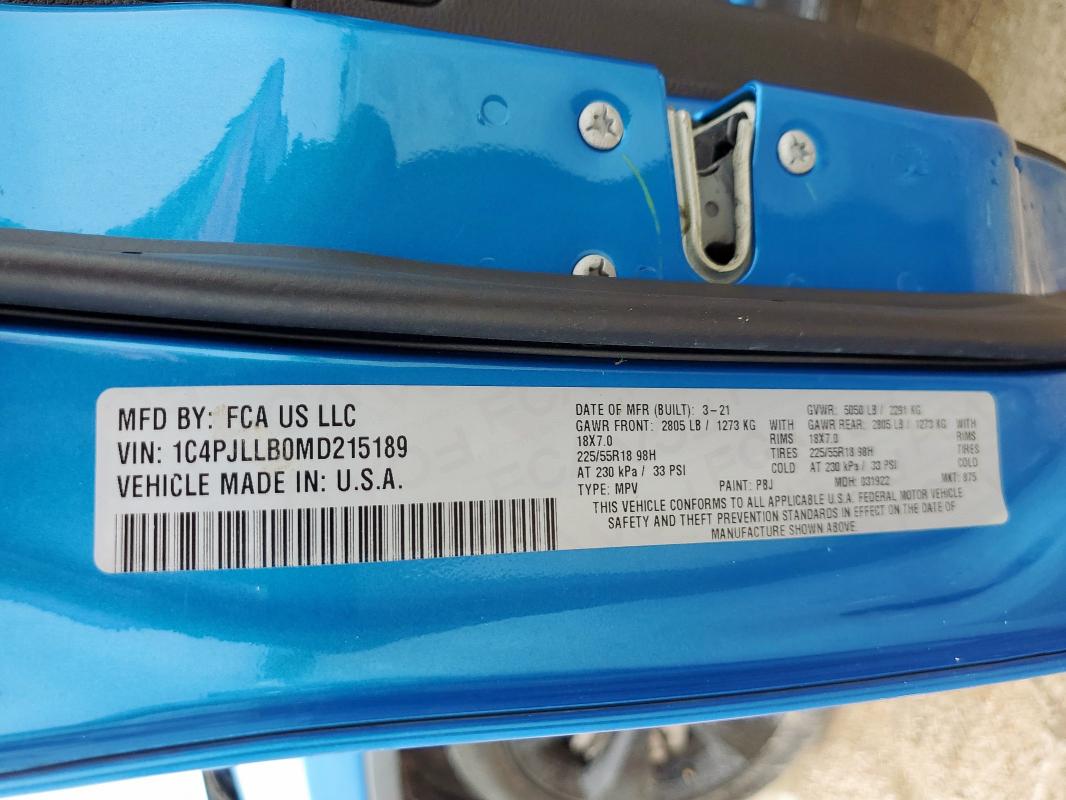 MFD BY: FCA US LLC
VIN: 1C4PJLLB0MD215189
VEHICLE MADE IN: U.S.A.
DATE OF MFR (BUILT): 3-21 GVWR: 5050 LB / 2291 KG
GAWR FRONT: 2805 LB / 1273 KG WITH GAWR REAR: 2805 LB / 1273 KG WITH
18X7.0 RIMS 18X7.0 RIMS
225/55R18 98H TIRES 225/55R18 98H TIRES
AT 230 kPa / 33 PSI COLD AT 230 kPa / 33 PSI COLD
TYPE: MPV PAINT: PBJ MDH: 031922 MKT: 875
THIS VEHICLE CONFORMS TO ALL APPLICABLE U.S.A. FEDERAL MOTOR VEHICLE
SAFETY AND THEFT PREVENTION STANDARDS IN EFFECT ON THE DATE OF
MANUFACTURE SHOWN ABOVE.